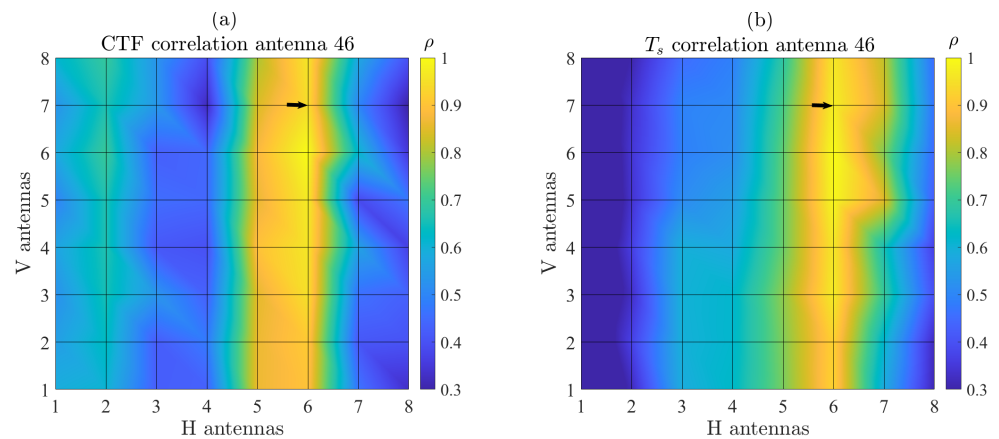 (a)
CTF correlation antenna 46
ρ
8
7
6
5
4
3
2
1
V antennas
1 2 3 4 5 6 7 8
H antennas
1
0.9
0.8
0.7
0.6
0.5
0.4
0.3
(b)
T_s correlation antenna 46
ρ
8
7
6
5
4
3
2
1
V antennas
1 2 3 4 5 6 7 8
H antennas
1
0.9
0.8
0.7
0.6
0.5
0.4
0.3